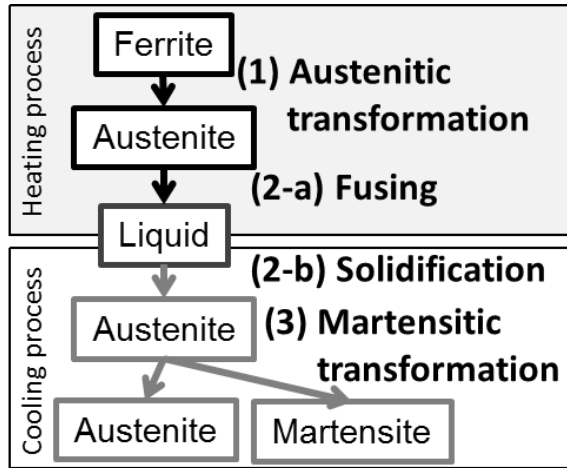 Heating process
Ferrite
(1) Austenitic
transformation
Austenite
(2-a) Fusing
Liquid
Cooling process
(2-b) Solidification
Austenite
(3) Martensitic
transformation
Austenite
Martensite